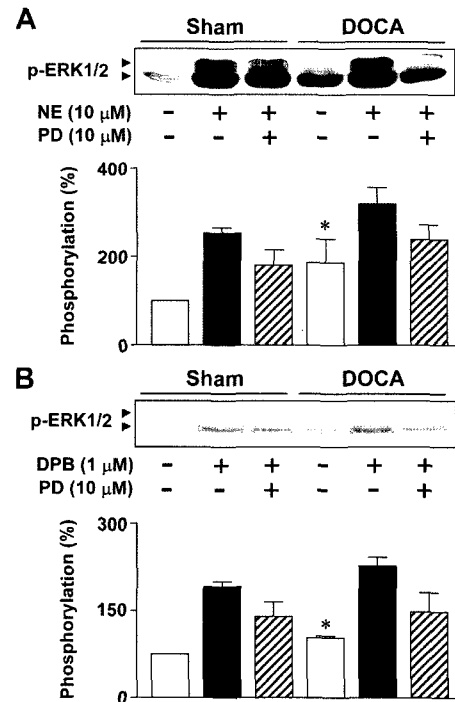 A
Sham DOCA
p-ERK1/2
NE (10 μM) - + + - + +
PD (10 μM) - - + - - +
Phosphorylation (%)
400
200
0
*
B
Sham DOCA
p-ERK1/2
DPB (1 μM) - + + - + +
PD (10 μM) - - + - - +
Phosphorylation (%)
300
150
0
*